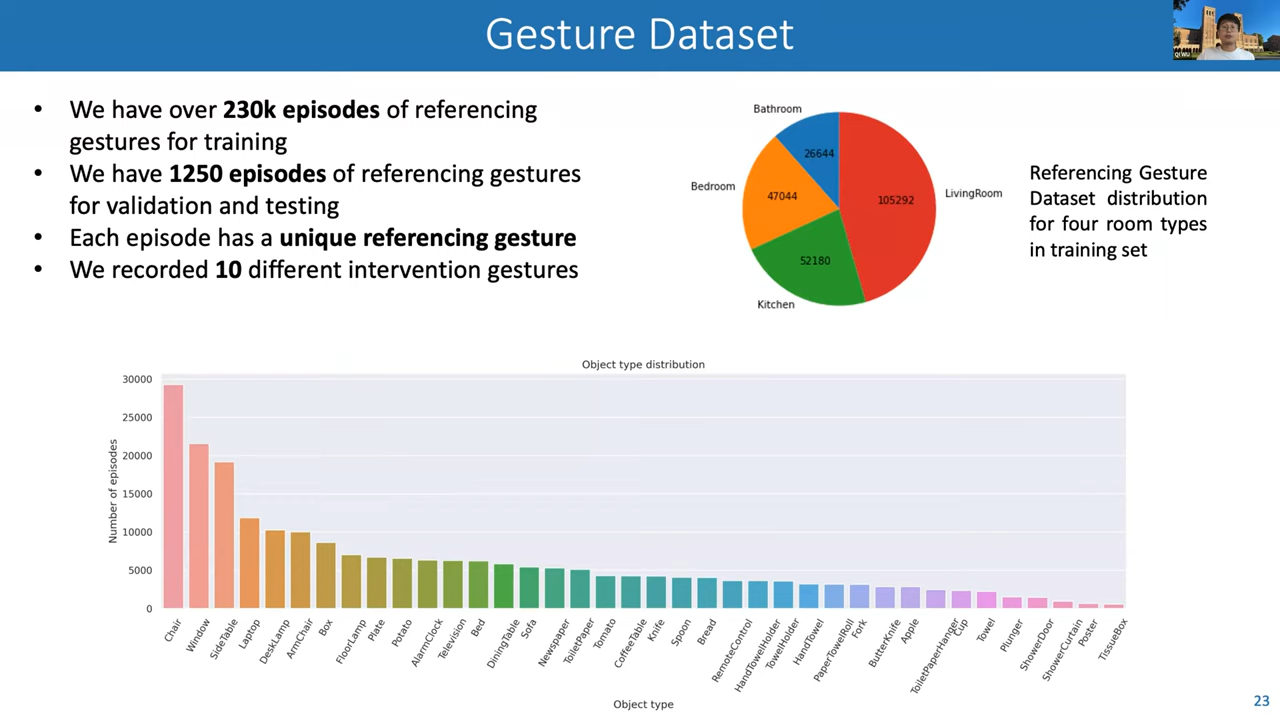 Gesture Dataset
QI WU
• We have over 230k episodes of referencing
gestures for training
• We have 1250 episodes of referencing gestures
for validation and testing
• Each episode has a unique referencing gesture
• We recorded 10 different intervention gestures
Bathroom
26644
Bedroom
47044
105292
LivingRoom
52180
Kitchen
Referencing Gesture
Dataset distribution
for four room types
in training set
Object type distribution
Number of episodes
30000
25000
20000
15000
10000
5000
0
Chair
Window
SideTable
Laptop
DeskLamp
ArmChair
Box
FloorLamp
Plate
Potato
AlarmClock
Television
Bed
DiningTable
Sofa
Newspaper
ToiletPaper
Tomato
CoffeeTable
Knife
Spoon
Bread
RemoteControl
HandTowelHolder
TowelHolder
HandTowel
PaperTowelRoll
Fork
ButterKnife
Apple
ToiletPaperHanger
Cup
Towel
Plunger
ShowerDoor
ShowerCurtain
Poster
TissueBox
Object type
23